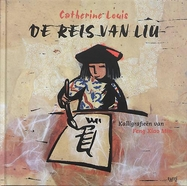 Catherine Louis
DE REIS VAN LIU
Kalligrafieën van